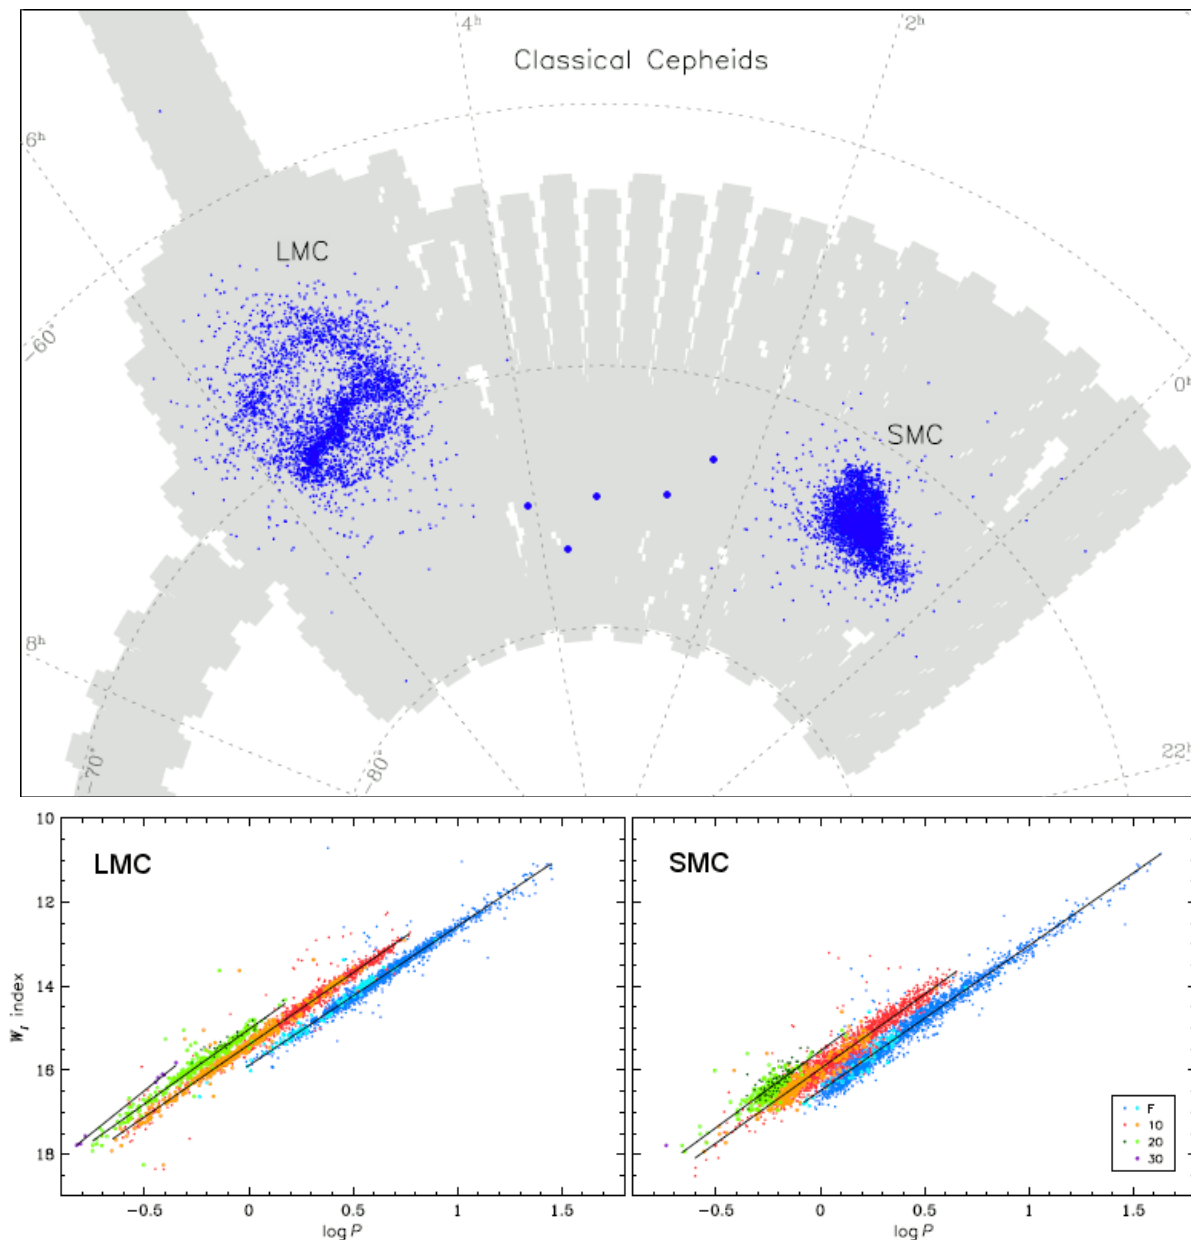 4ʰ
2ʰ
Classical Cepheids
6ʰ
LMC
-60°
0ʰ
SMC
8ʰ
-70°
-80°
22ʰ
10
12
14
16
18
W_I index
LMC
-0.5
0
0.5
1
1.5
log P
SMC
F
1O
2O
3O
-0.5
0
0.5
1
1.5
log P